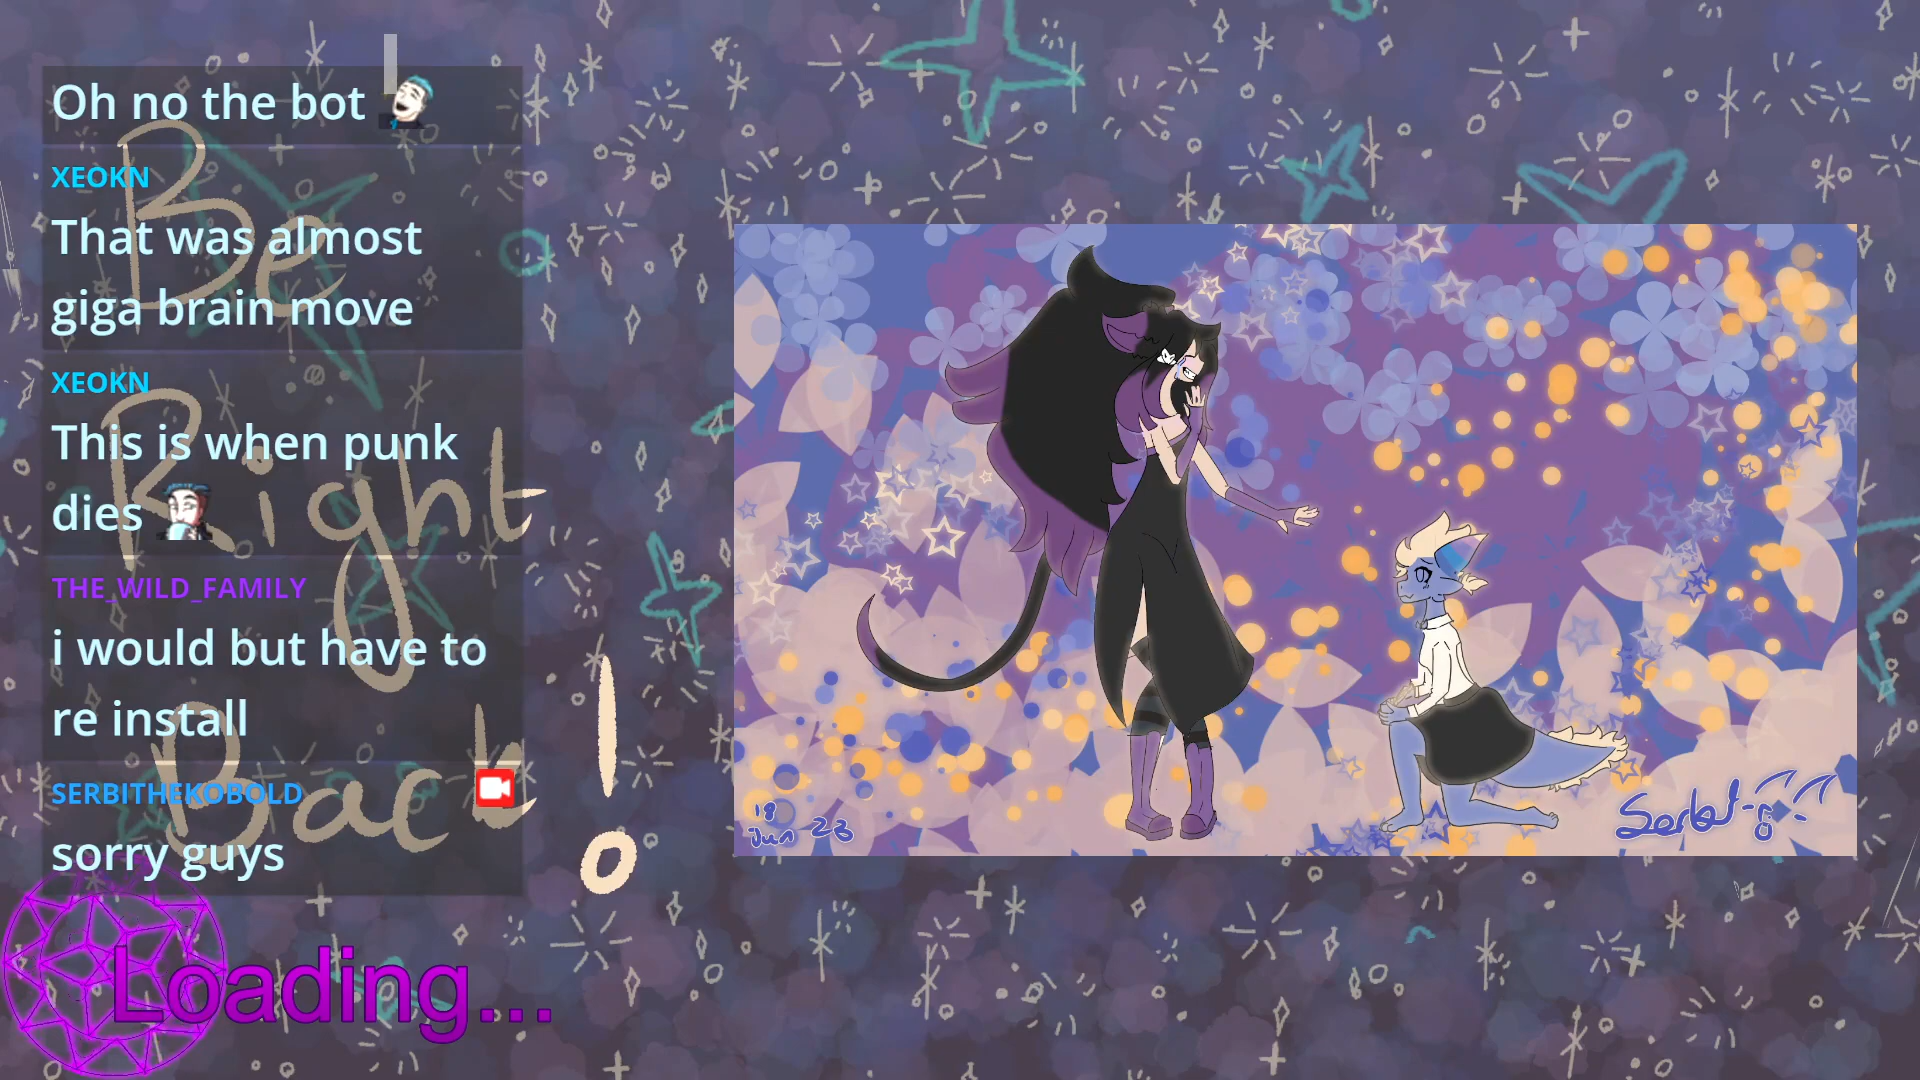 Oh no the bot
XEOKN
That was almost
giga brain move
XEOKN
This is when punk
dies
THE_WILD_FAMILY
i would but have to
re install
SERBITHEKOBOLD
sorry guys
Be
Right
Back!
Loading...
18
Jun 23
Serbi